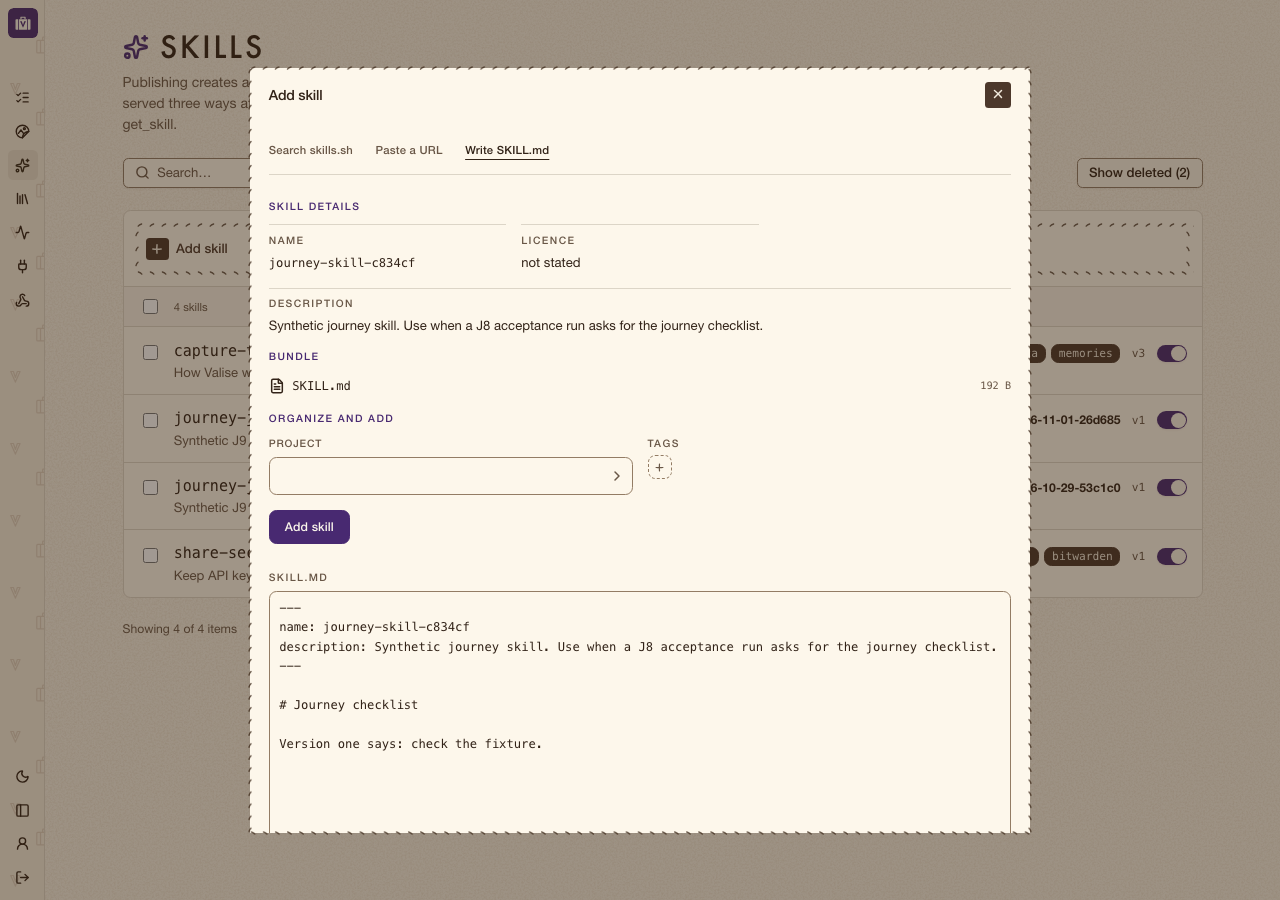 SKILLS
Publishing creates a
served three ways a
get_skill.
Search...
Show deleted (2)
Add skill
4 skills
capture-
How Valise w
memories
v3
journey-
Synthetic J9
6-11-01-26d685
v1
journey-
Synthetic J9
6-10-29-53c1c0
v1
share-sec
Keep API key
bitwarden
v1
Showing 4 of 4 items
Add skill
Search skills.sh
Paste a URL
Write SKILL.md
SKILL DETAILS
NAME
journey-skill-c834cf
LICENCE
not stated
DESCRIPTION
Synthetic journey skill. Use when a J8 acceptance run asks for the journey checklist.
BUNDLE
SKILL.md
192 B
ORGANIZE AND ADD
PROJECT
TAGS
Add skill
SKILL.MD
---
name: journey-skill-c834cf
description: Synthetic journey skill. Use when a J8 acceptance run asks for the journey checklist.
---
# Journey checklist
Version one says: check the fixture.